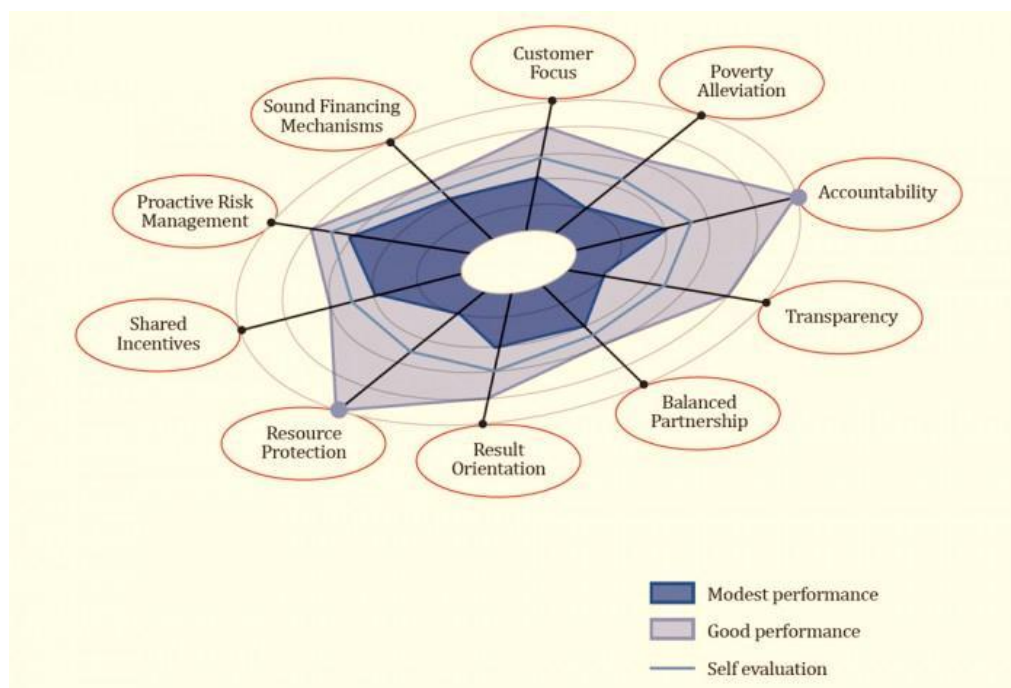 Customer
Focus
Poverty
Alleviation
Sound Financing
Mechanisms
Accountability
Proactive Risk
Management
Transparency
Shared
Incentives
Balanced
Partnership
Resource
Protection
Result
Orientation
Modest performance
Good performance
Self evaluation